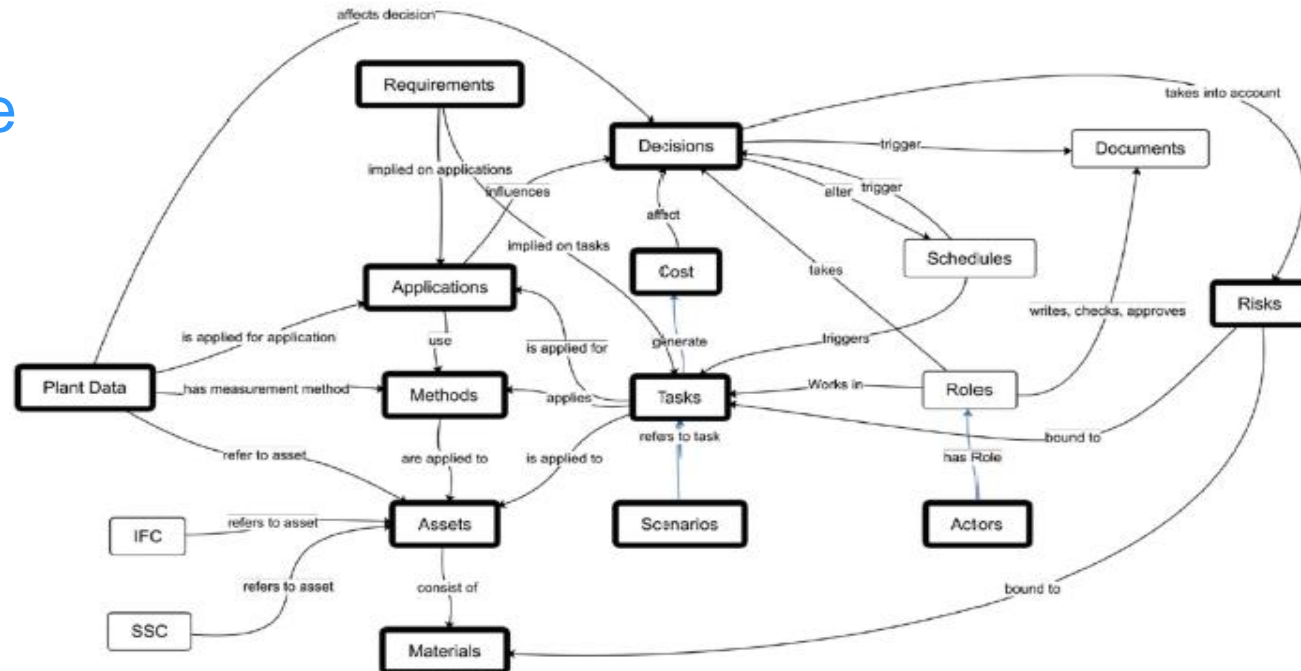 affects decision
e
Requirements
takes into account
Decisions
trigger
Documents
implied on applications
influences
alter
trigger
affect
implied on tasks
Cost
takes
Schedules
Applications
Risks
is applied for application
writes, checks, approves
use
is applied for
generate
triggers
Plant Data
has measurement method
Methods
applies
Tasks
Works in
Roles
refers to task
bound to
refer to asset
are applied to
is applied to
has Role
IFC
refers to asset
Assets
Scenarios
Actors
refers to asset
consist of
bound to
SSC
Materials